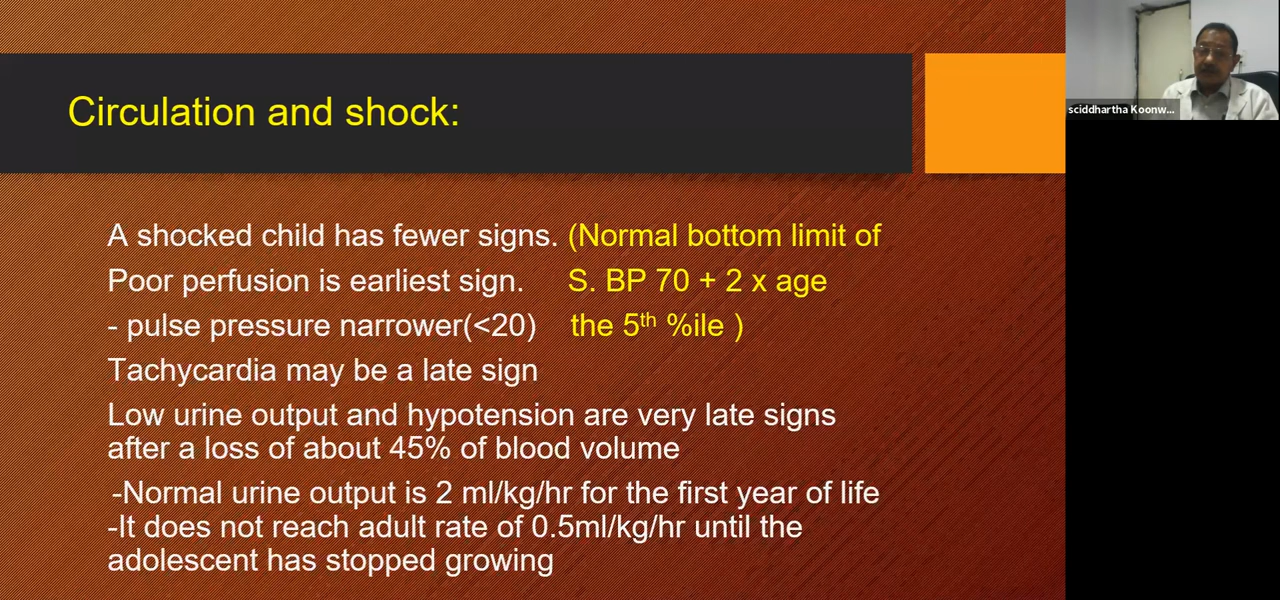 Circulation and shock:
sciddhartha Koonw...
A shocked child has fewer signs. (Normal bottom limit of
Poor perfusion is earliest sign. S. BP 70 + 2 x age
- pulse pressure narrower(<20) the 5th %ile )
Tachycardia may be a late sign
Low urine output and hypotension are very late signs
after a loss of about 45% of blood volume
-Normal urine output is 2 ml/kg/hr for the first year of life
-It does not reach adult rate of 0.5ml/kg/hr until the
adolescent has stopped growing